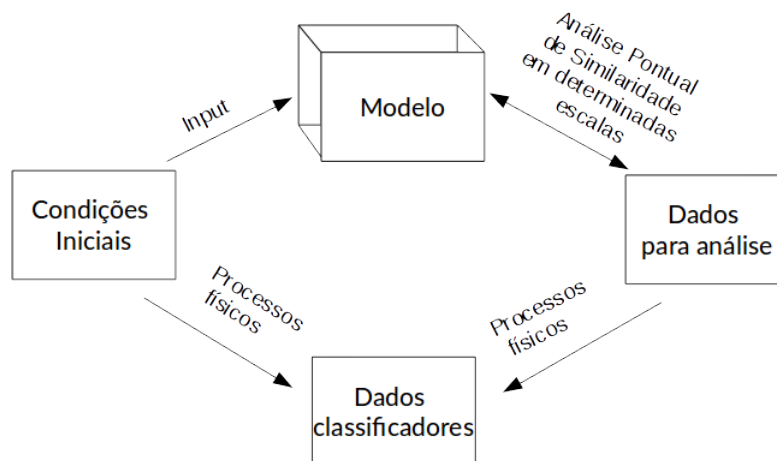 Análise Pontual
de Similaridade
em determinadas
escalas
Input
Modelo
Condições
Iniciais
Dados
para análise
Processos
físicos
Processos
físicos
Dados
classificadores